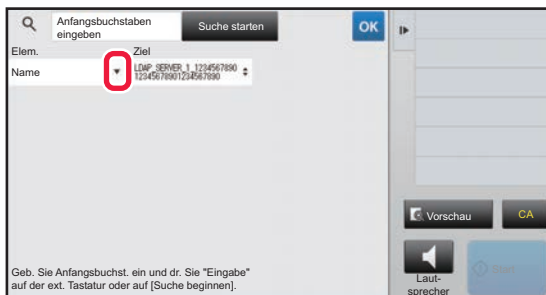 Anfangsbuchstaben
eingeben
Suche starten
OK
Elem.
Ziel
Name
LDAP_SERVER_1_1234567890
12345678901234567890
Vorschau
CA
Start
Geb. Sie Anfangsbuchst. ein und dr. Sie "Eingabe"
auf der ext. Tastatur oder auf [Suche beginnen].
Laut-
sprecher